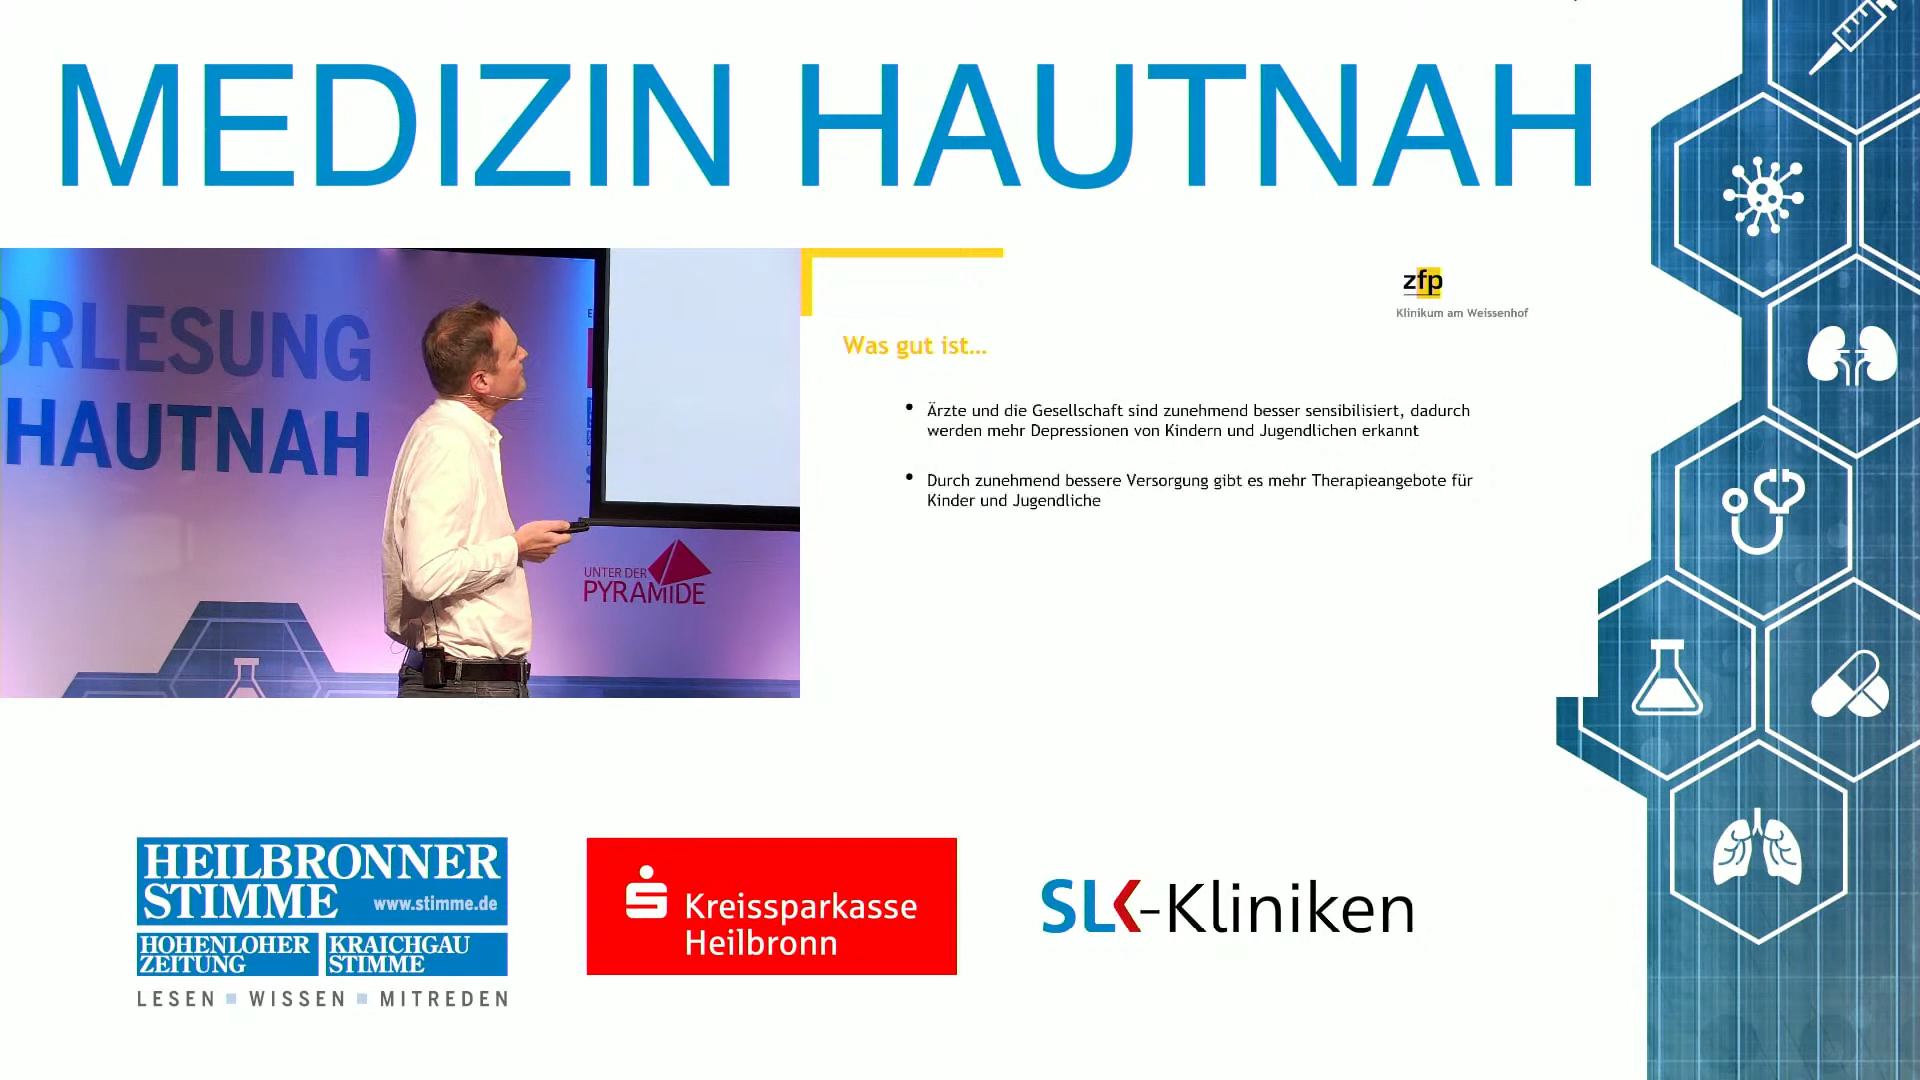 MEDIZIN HAUTNAH
ORLESUNG
HAUTNAH
UNTER DER
PYRAMIDE
zfp
Klinikum am Weissenhof
Was gut ist...
• Ärzte und die Gesellschaft sind zunehmend besser sensibilisiert, dadurch
werden mehr Depressionen von Kindern und Jugendlichen erkannt
• Durch zunehmend bessere Versorgung gibt es mehr Therapieangebote für
Kinder und Jugendliche
HEILBRONNER
STIMME www.stimme.de
HOHENLOHER
ZEITUNG
KRAICHGAU
STIMME
LESEN ▪ WISSEN ▪ MITREDEN
Kreissparkasse
Heilbronn
SLK-Kliniken